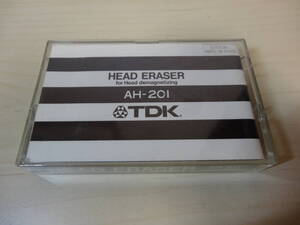 HEAD ERASER
for Head demagnetizing
AH-201
TDK